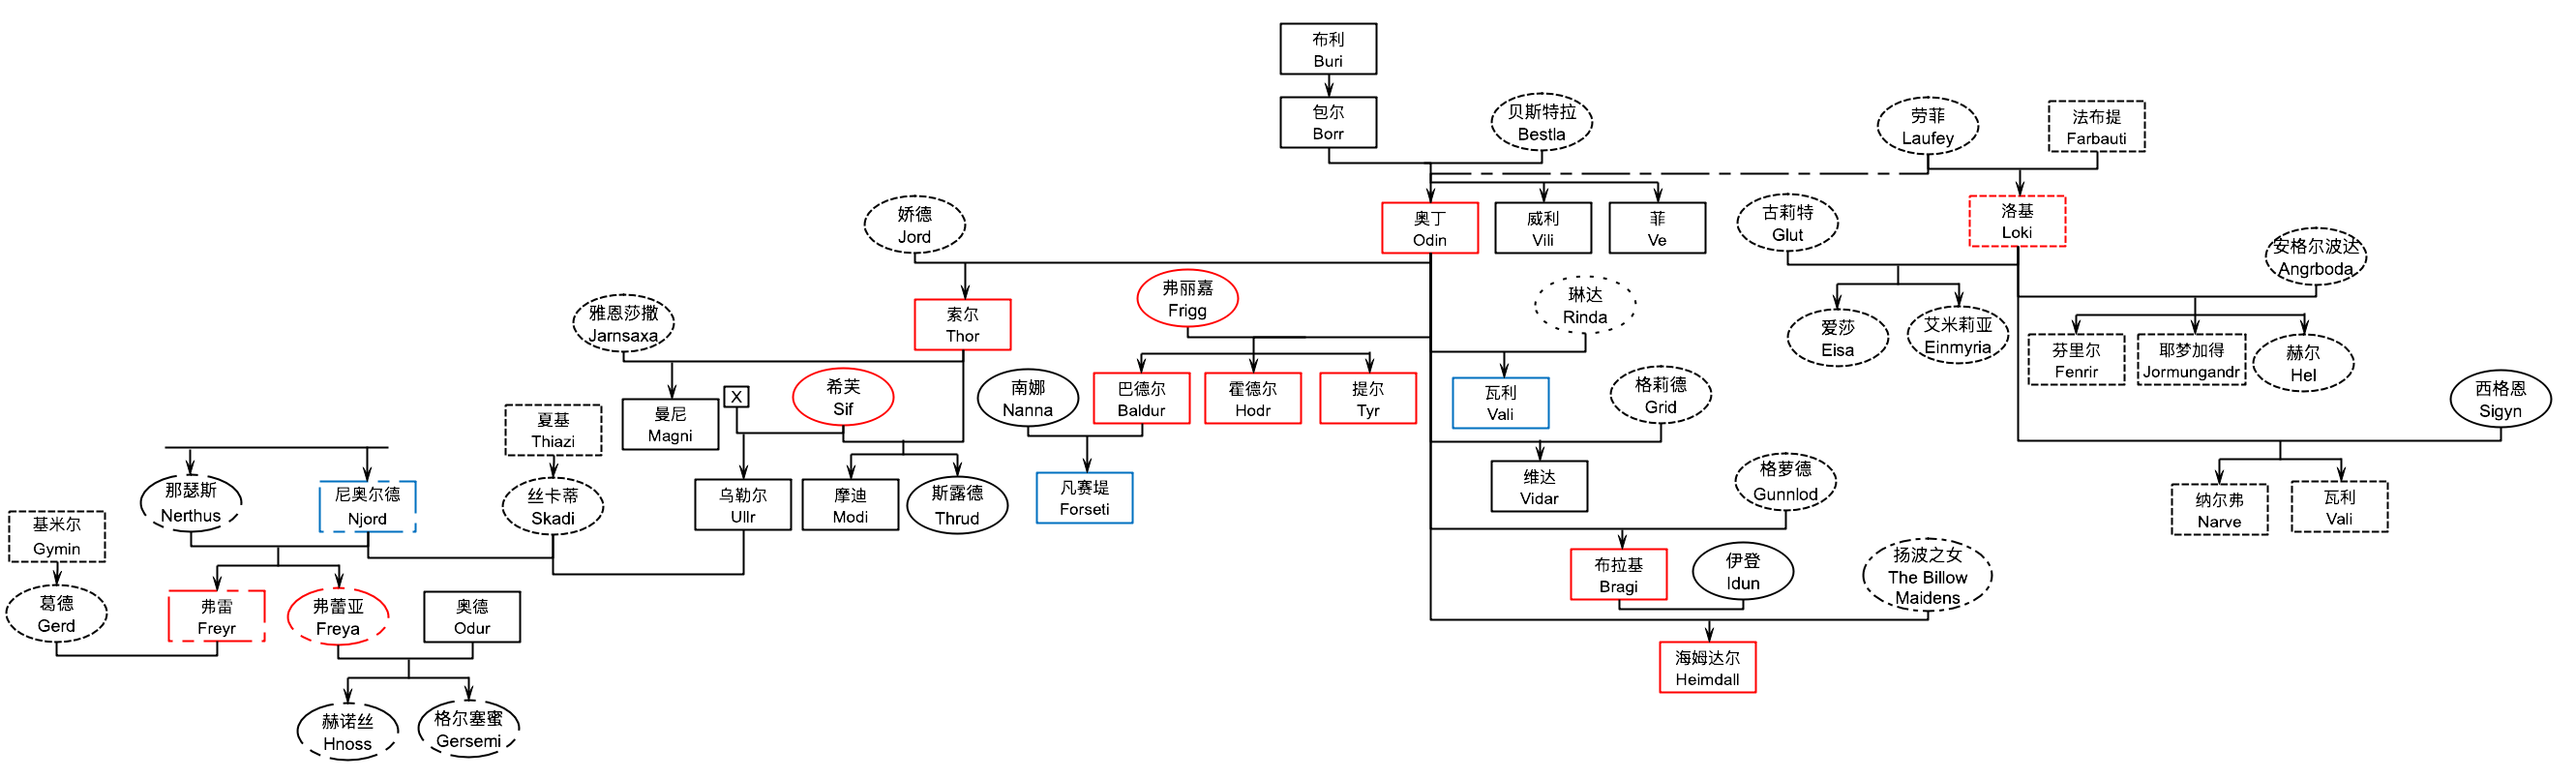 布利
Buri
包尔
Borr
贝斯特拉
Bestla
劳菲
Laufey
法布提
Farbauti
娇德
Jord
奥丁
Odin
威利
Vili
菲
Ve
古莉特
Glut
洛基
Loki
安格尔波达
Angrboda
雅恩莎撒
Jarnsaxa
索尔
Thor
弗丽嘉
Frigg
琳达
Rinda
爱莎
Eisa
艾米莉亚
Einmyria
芬里尔
Fenrir
耶梦加得
Jormungandr
赫尔
Hel
曼尼
Magni
X
希芙
Sif
南娜
Nanna
巴德尔
Baldur
霍德尔
Hodr
提尔
Tyr
瓦利
Vali
格莉德
Grid
西格恩
Sigyn
夏基
Thiazi
那瑟斯
Nerthus
尼奥尔德
Njord
丝卡蒂
Skadi
乌勒尔
Ullr
摩迪
Modi
斯露德
Thrud
凡赛堤
Forseti
维达
Vidar
格萝德
Gunnlod
纳尔弗
Narve
瓦利
Vali
基米尔
Gymin
葛德
Gerd
弗雷
Freyr
弗蕾亚
Freya
奥德
Odur
布拉基
Bragi
伊登
Idun
扬波之女
The Billow
Maidens
海姆达尔
Heimdall
赫诺丝
Hnoss
格尔塞蜜
Gersemi